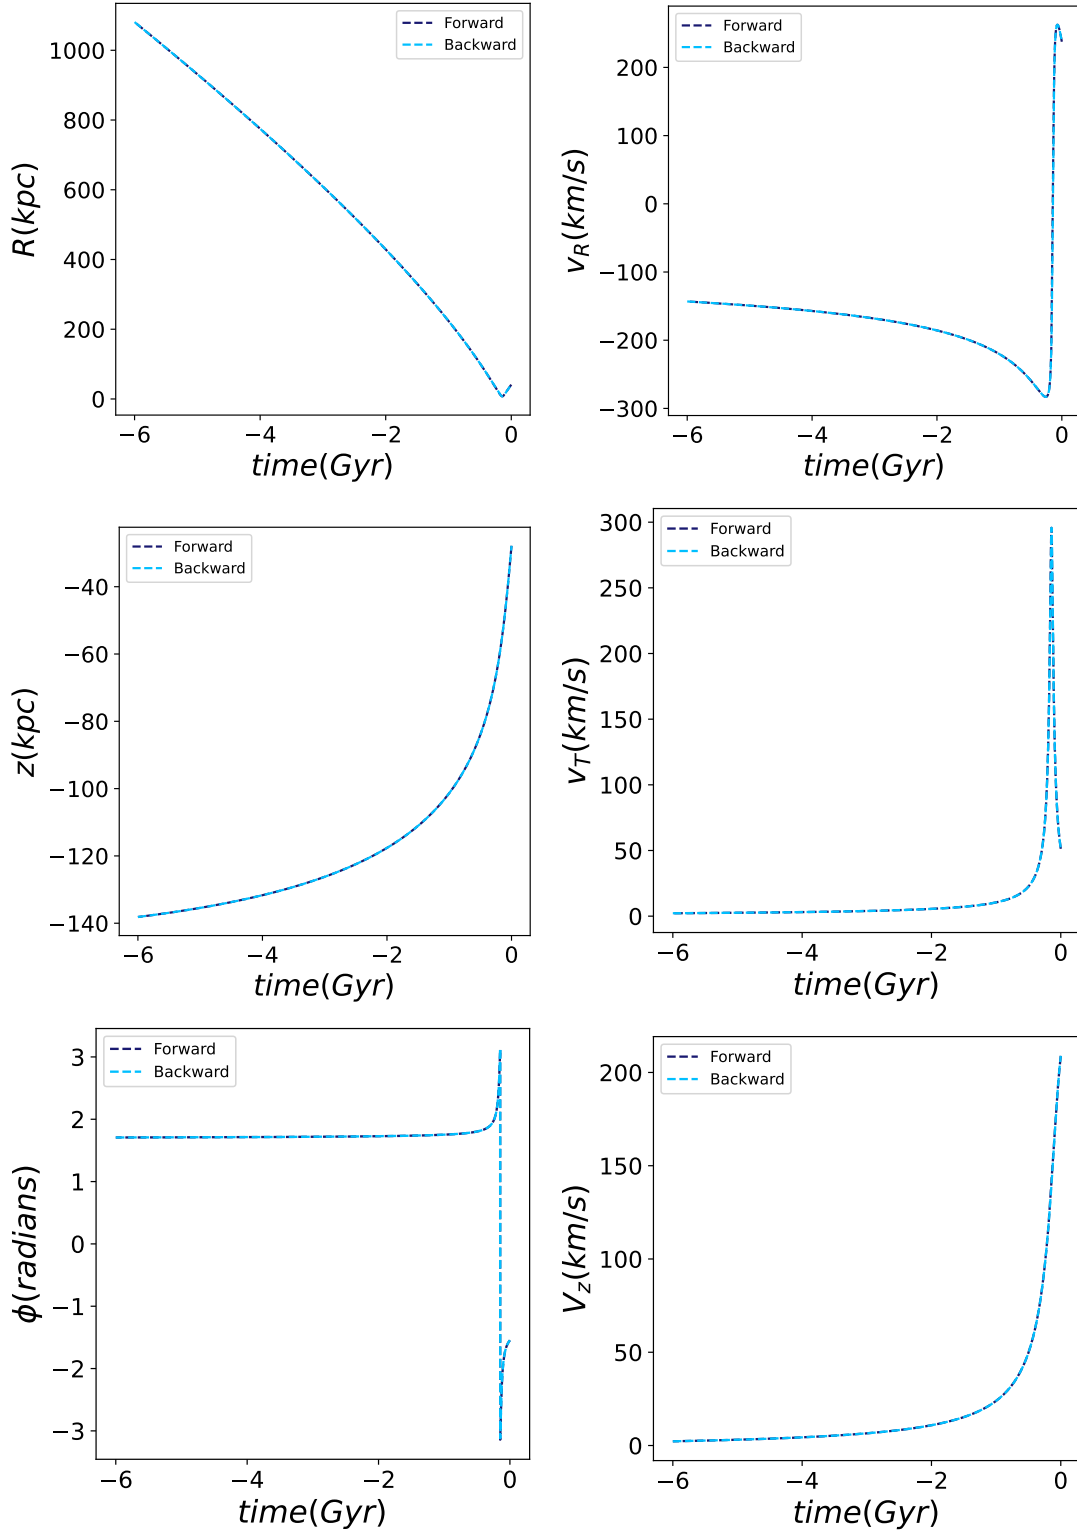 Forward
Backward
1000
800
600
400
200
0
R(kpc)
−6 −4 −2 0
time(Gyr)
Forward
Backward
200
100
0
−100
−200
−300
v_R(km/s)
−6 −4 −2 0
time(Gyr)
Forward
Backward
−40
−60
−80
−100
−120
−140
z(kpc)
−6 −4 −2 0
time(Gyr)
Forward
Backward
300
250
200
150
100
50
0
v_T(km/s)
−6 −4 −2 0
time(Gyr)
Forward
Backward
3
2
1
0
−1
−2
−3
ϕ(radians)
−6 −4 −2 0
time(Gyr)
Forward
Backward
200
150
100
50
0
V_z(km/s)
−6 −4 −2 0
time(Gyr)